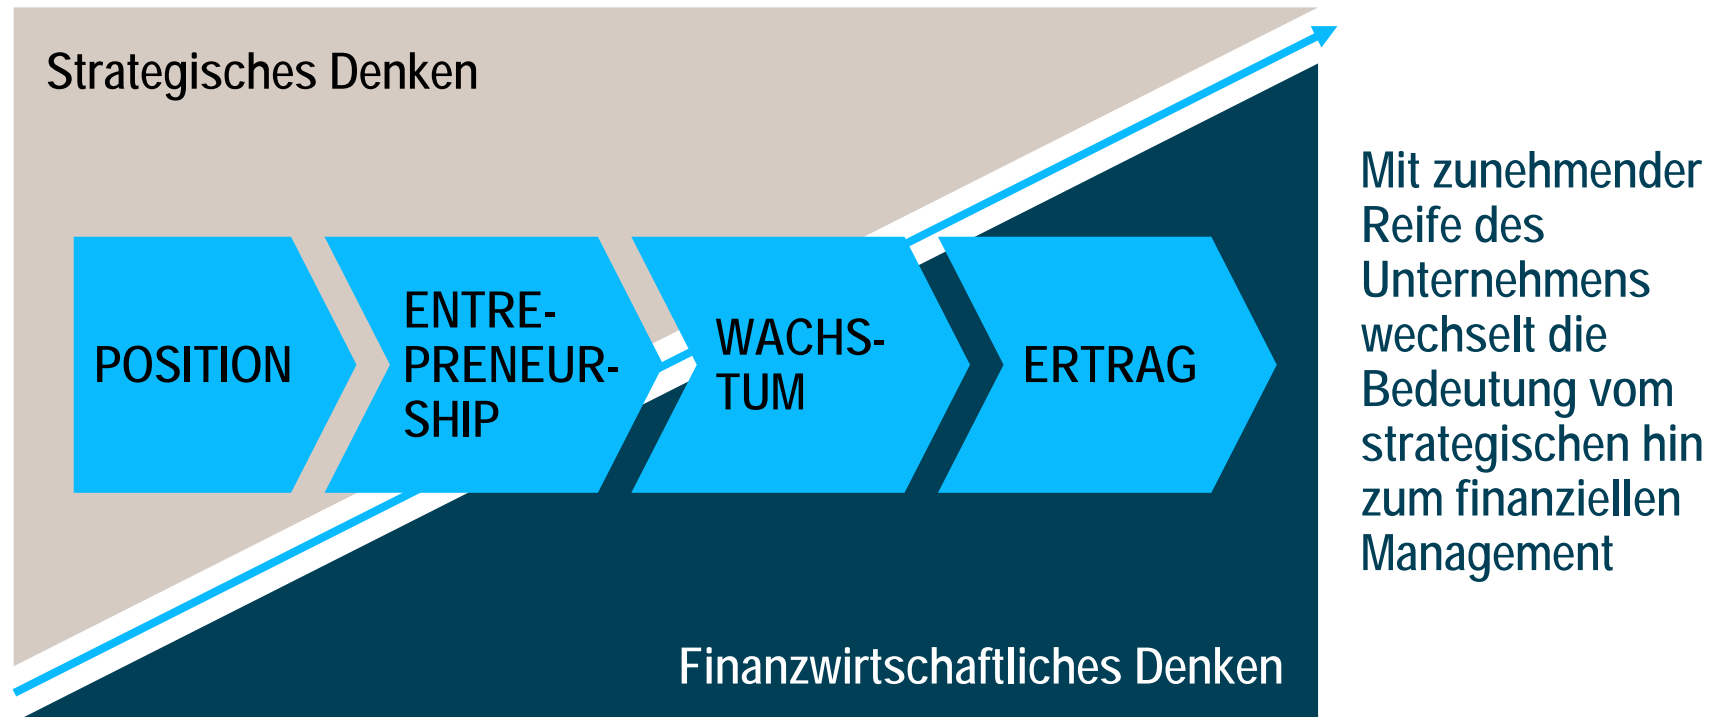 Strategisches Denken
POSITION
ENTRE-
PRENEUR-
SHIP
WACHS-
TUM
ERTRAG
Finanzwirtschaftliches Denken
Mit zunehmender
Reife des
Unternehmens
wechselt die
Bedeutung vom
strategischen hin
zum finanziellen
Management